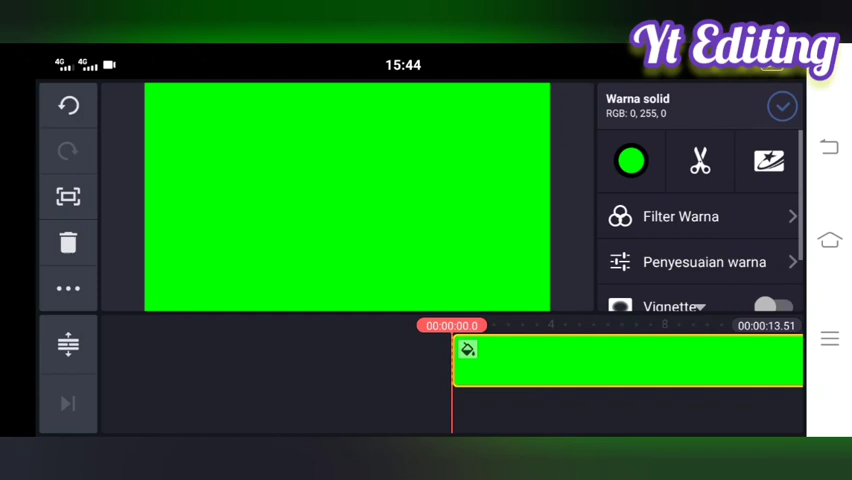 Yt Editing
4G 4G
15:44
Warna solid
RGB: 0, 255, 0
Filter Warna
Penyesuaian warna
Vignette
00:00:00.0
4
8
00:00:13.51